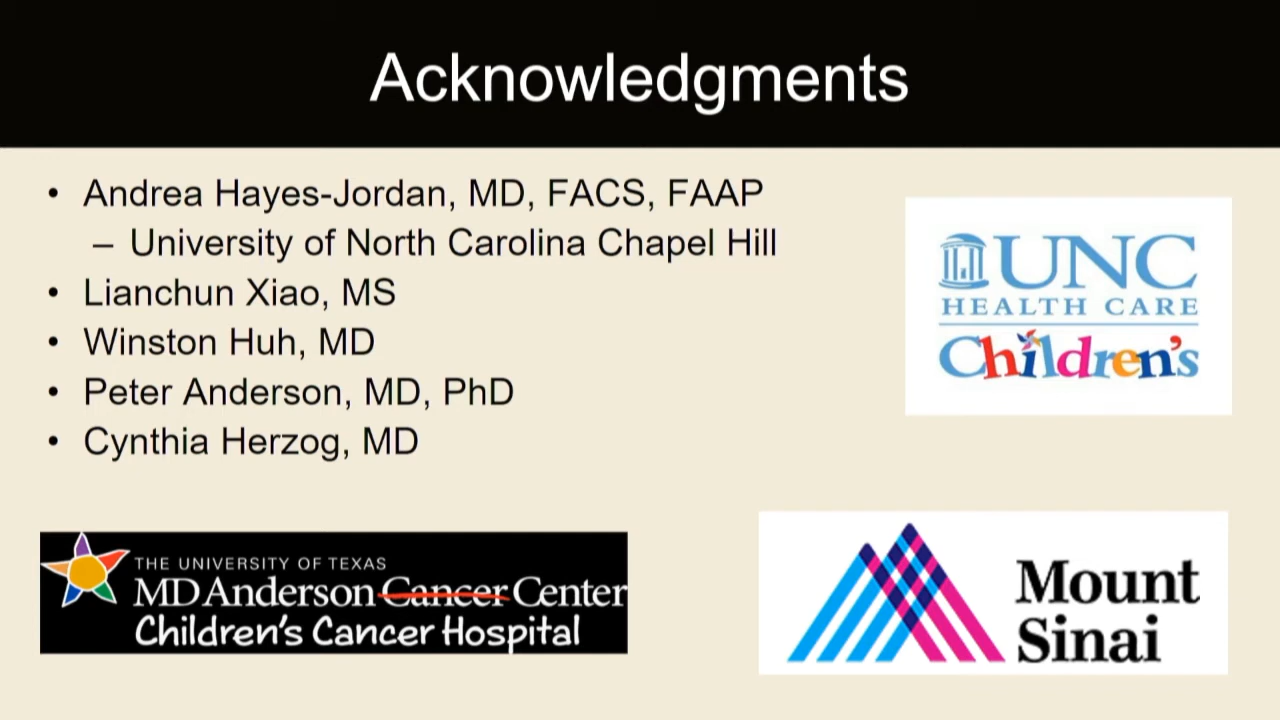 Acknowledgments
• Andrea Hayes-Jordan, MD, FACS, FAAP
– University of North Carolina Chapel Hill
• Lianchun Xiao, MS
• Winston Huh, MD
• Peter Anderson, MD, PhD
• Cynthia Herzog, MD
UNC
HEALTH CARE
Children's
THE UNIVERSITY OF TEXAS
MD Anderson Cancer Center
Children's Cancer Hospital
Mount
Sinai